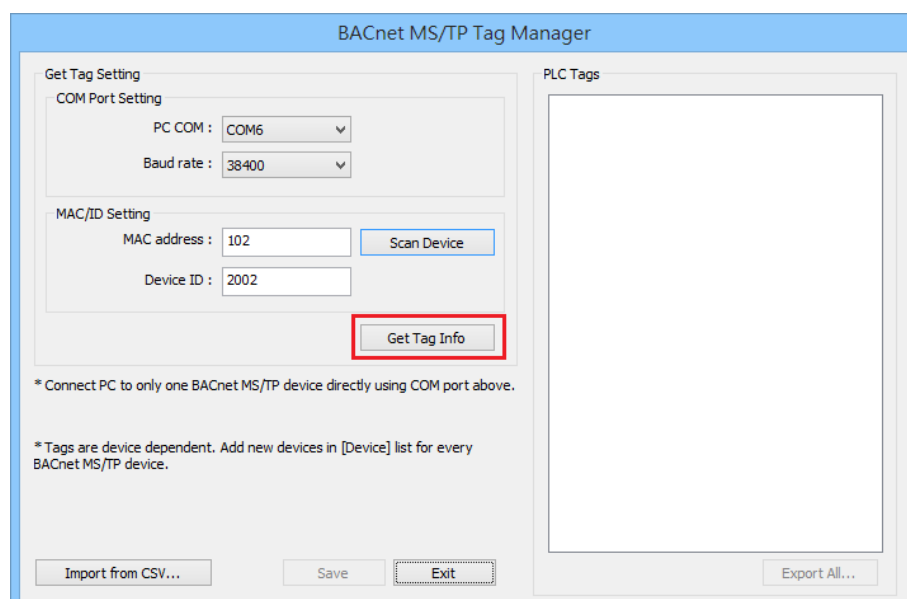 BACnet MS/TP Tag Manager
Get Tag Setting
COM Port Setting
PC COM :
COM6
Baud rate :
38400
MAC/ID Setting
MAC address :
102
Scan Device
Device ID :
2002
Get Tag Info
* Connect PC to only one BACnet MS/TP device directly using COM port above.
* Tags are device dependent. Add new devices in [Device] list for every
BACnet MS/TP device.
Import from CSV...
Save
Exit
PLC Tags
Export All...